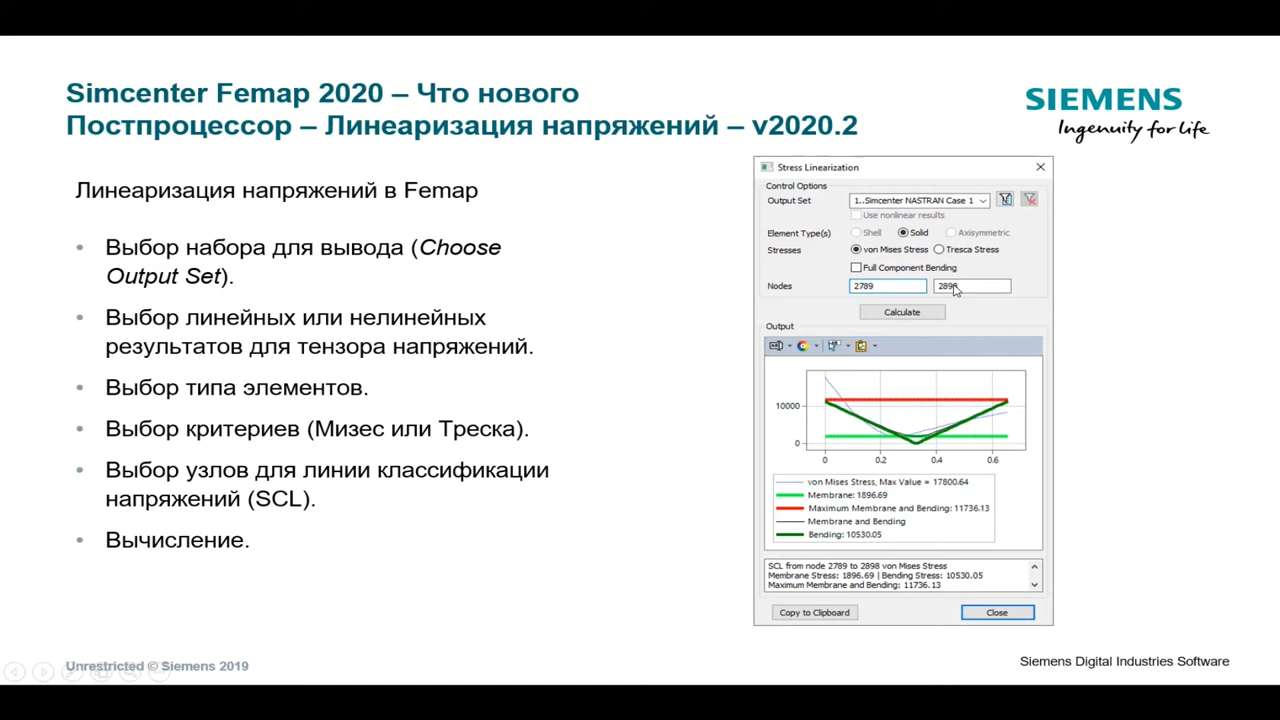 Simcenter Femap 2020 – Что нового
Постпроцессор – Линеаризация напряжений – v2020.2
SIEMENS
Ingenuity for life
Линеаризация напряжений в Femap
• Выбор набора для вывода (Choose
Output Set).
• Выбор линейных или нелинейных
результатов для тензора напряжений.
• Выбор типа элементов.
• Выбор критериев (Мизес или Треска).
• Выбор узлов для линии классификации
напряжений (SCL).
• Вычисление.
Stress Linearization
Control Options
Output Set 1..Simcenter NASTRAN Case 1
Use nonlinear results
Element Type(s) Shell Solid Axisymmetric
Stresses von Mises Stress Tresca Stress
Full Component Bending
Nodes 2789 2898
Calculate
Output
10000
0
0 0.2 0.4 0.6
von Mises Stress, Max Value = 17800.64
Membrane: 1896.69
Maximum Membrane and Bending: 11736.13
Membrane and Bending
Bending: 10530.05
SCL from node 2789 to 2898 von Mises Stress
Membrane Stress: 1896.69 | Bending Stress: 10530.05
Maximum Membrane and Bending: 11736.13
Copy to Clipboard Close
Unrestricted © Siemens 2019
Siemens Digital Industries Software